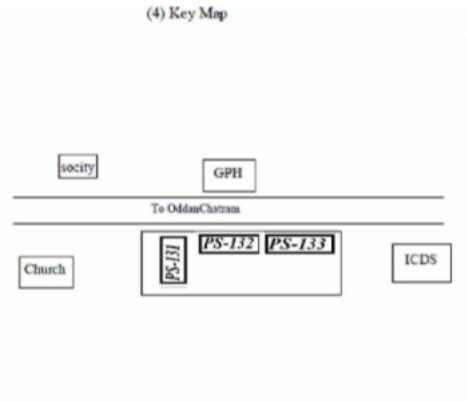 (4) Key Map
socity
GPH
To OddanChatram
PS-131
PS-132
PS-133
Church
ICDS